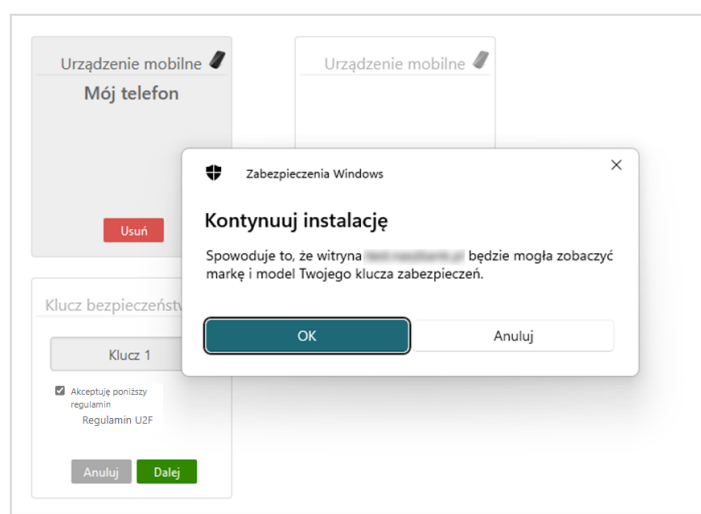 Urządzenie mobilne
Mój telefon
Usuń
Urządzenie mobilne
Zabezpieczenia Windows
Kontynuuj instalację
Spowoduje to, że witryna będzie mogła zobaczyć
markę i model Twojego klucza zabezpieczeń.
OK Anuluj
Klucz bezpieczeństw
Klucz 1
Akceptuję poniższy
regulamin
Regulamin U2F
Anuluj Dalej